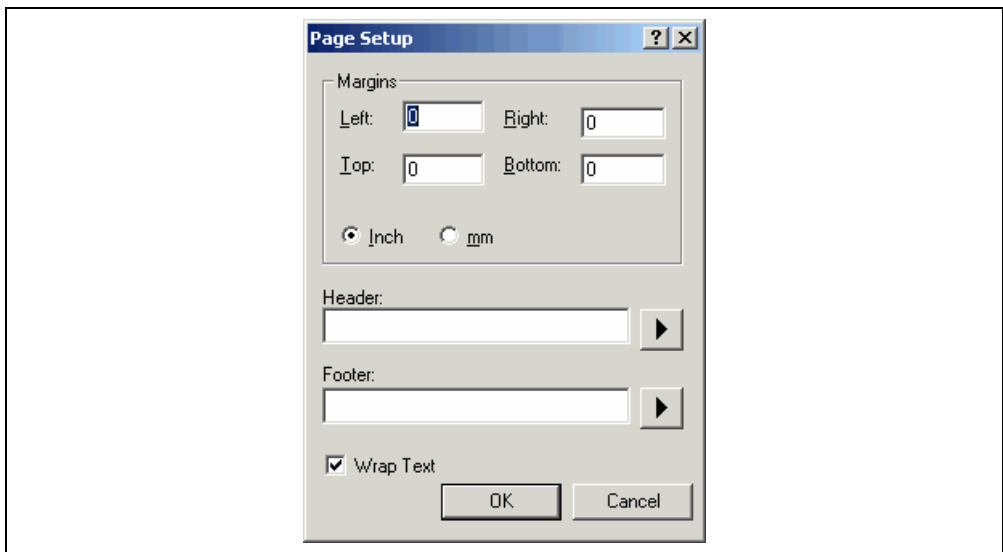 Page Setup
Margins
Left: 0 Right: 0
Top: 0 Bottom: 0
Inch mm
Header:
Footer:
Wrap Text
OK Cancel